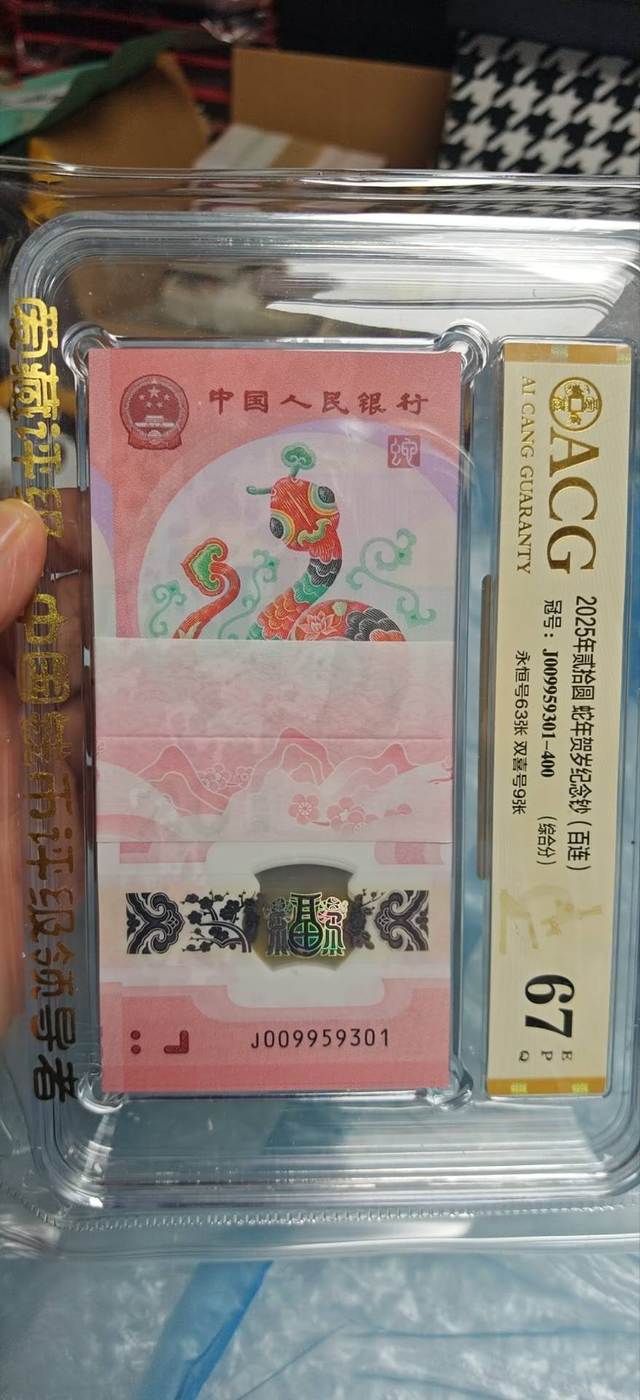 中国人民银行
J009959301
ACG
AI CANG GUARANTY
2025年贰拾圆 蛇年贺岁纪念钞（百连）
冠号：J009959301-400 （综合分）
永恒号63张 双喜号9张
67
E
P
Q
爱藏评级 中国钱币评级领导者